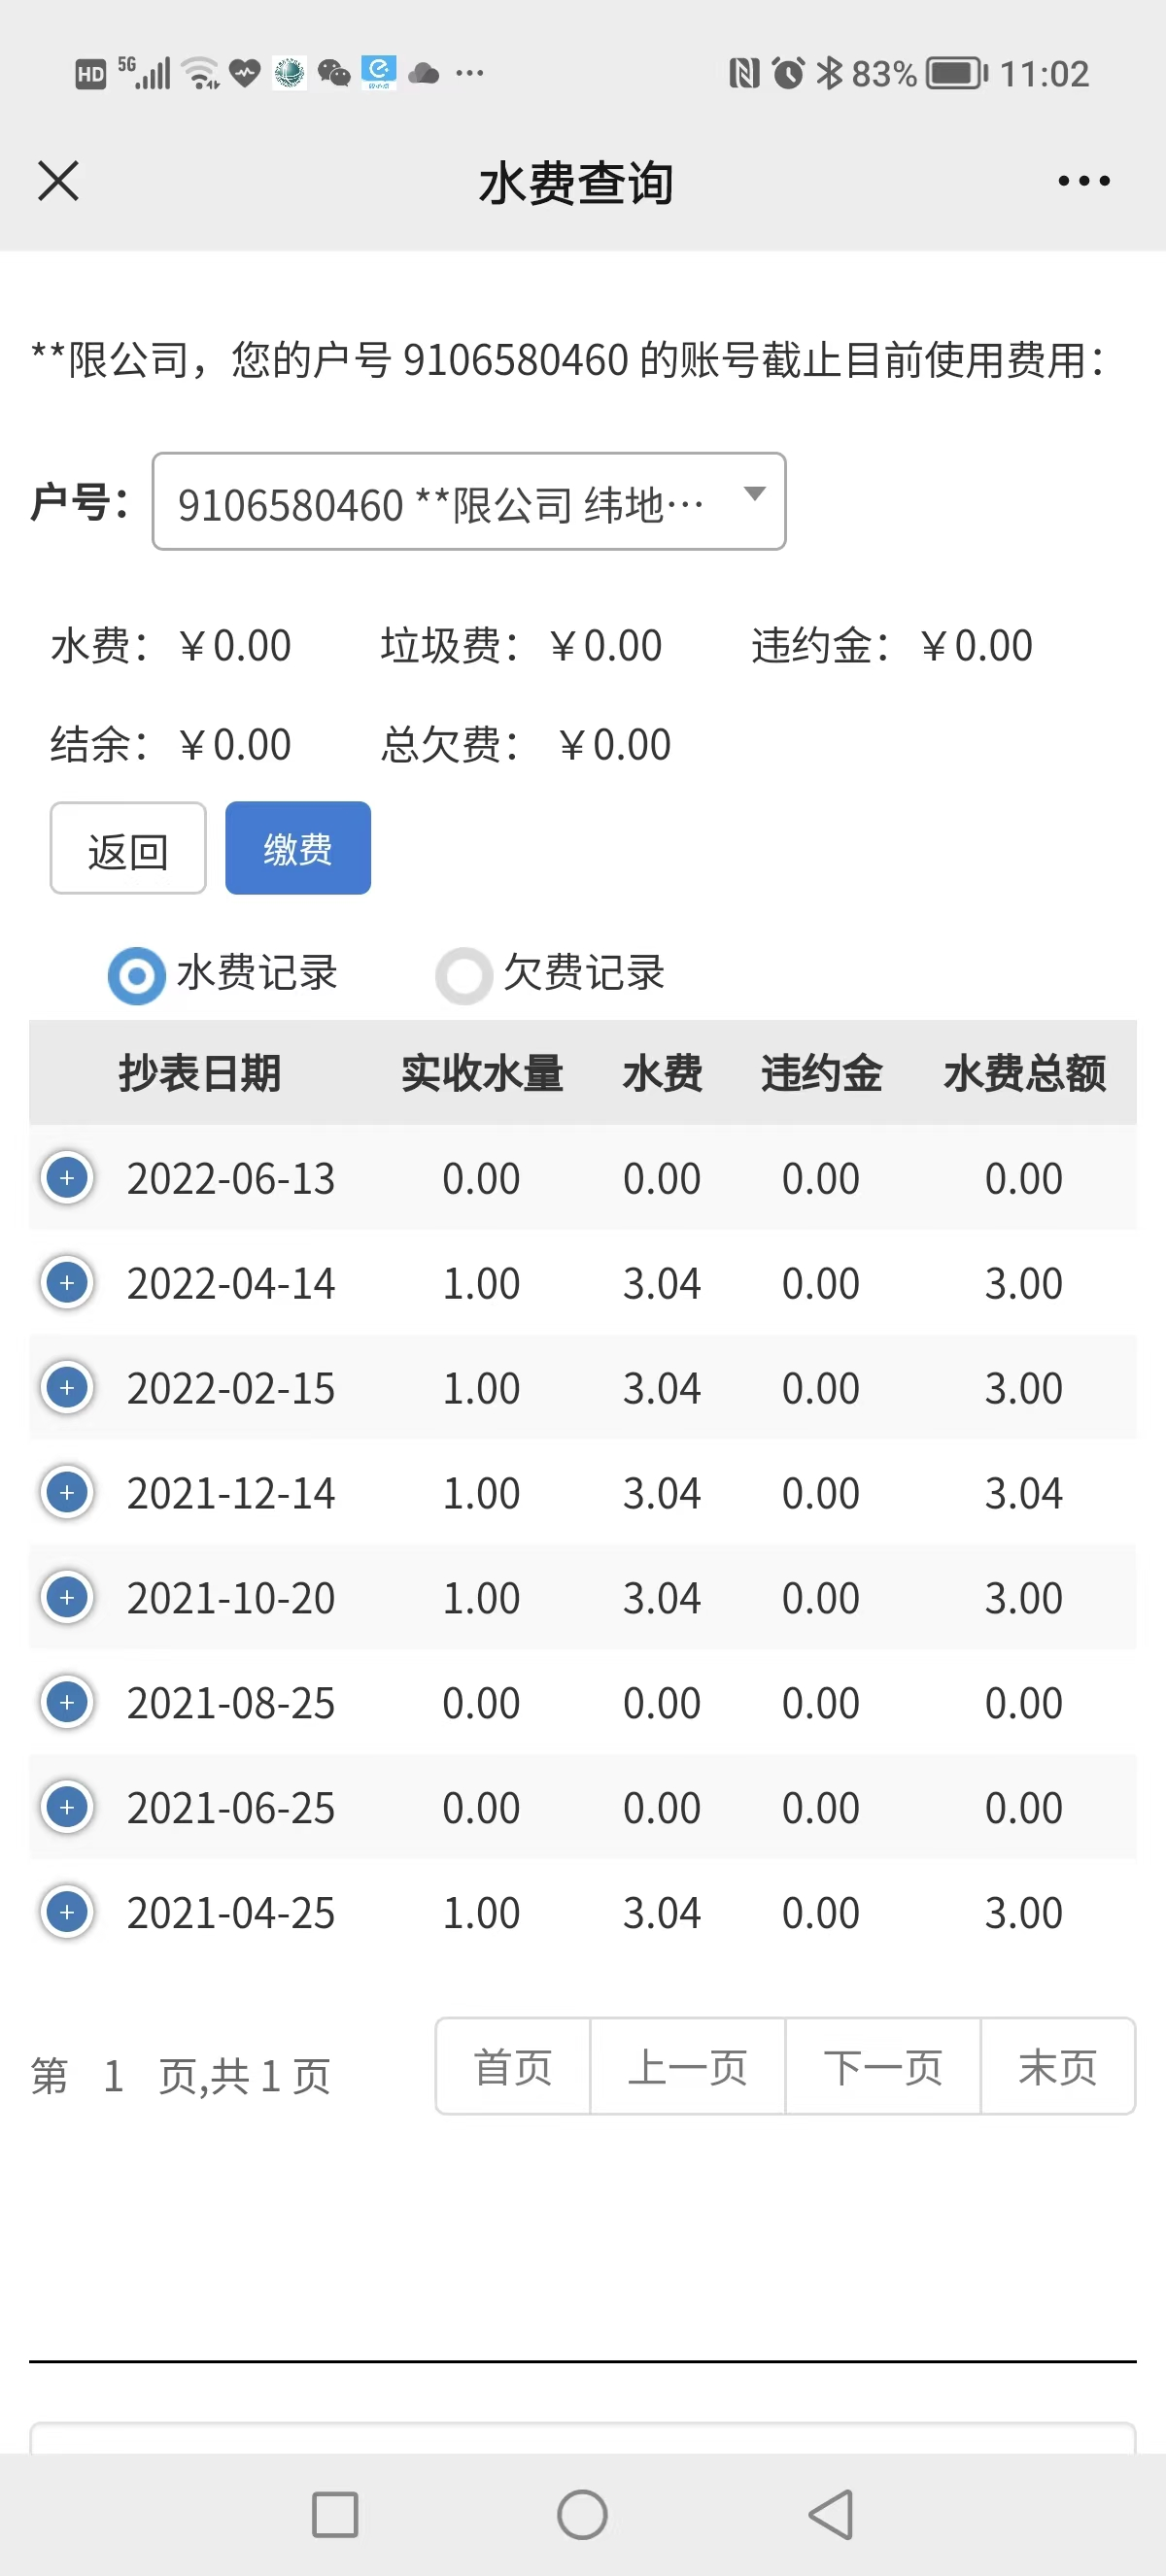 HD 5G 83% 11:02
水费查询
**限公司，您的户号 9106580460 的账号截止目前使用费用：
户号： 9106580460 **限公司 纬地…
水费：￥0.00 垃圾费：￥0.00 违约金：￥0.00
结余：￥0.00 总欠费：￥0.00
返回 缴费
水费记录 欠费记录
抄表日期 实收水量 水费 违约金 水费总额
2022-06-13 0.00 0.00 0.00 0.00
2022-04-14 1.00 3.04 0.00 3.00
2022-02-15 1.00 3.04 0.00 3.00
2021-12-14 1.00 3.04 0.00 3.04
2021-10-20 1.00 3.04 0.00 3.00
2021-08-25 0.00 0.00 0.00 0.00
2021-06-25 0.00 0.00 0.00 0.00
2021-04-25 1.00 3.04 0.00 3.00
第 1 页,共 1 页 首页 上一页 下一页 末页